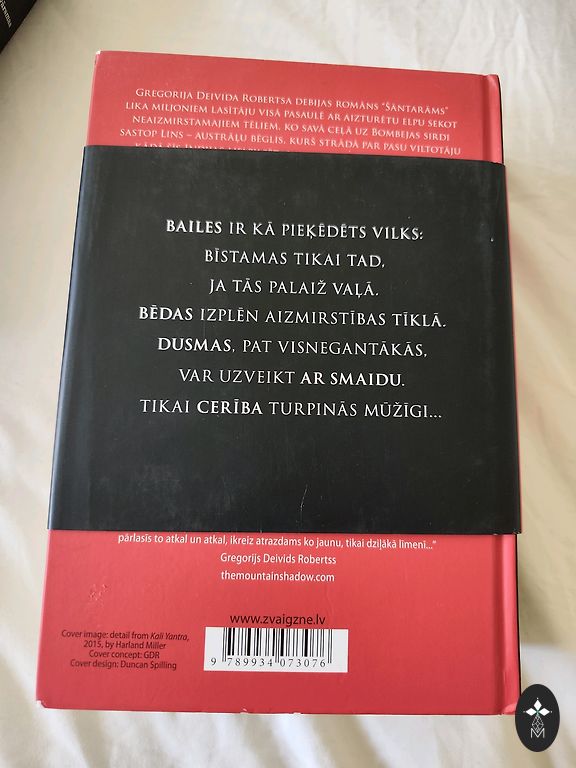 GREGORIJA DEIVIDA ROBERTSA DEBIJAS ROMĀNS "ŠANTARĀMS"
LIKA MILJONIEM LASĪTĀJU VISĀ PASAULĒ AR AIZTURĒTU ELPU SEKOT
NEAIZMIRSTAMAJIEM TĒLIEM, KO SAVĀ CEĻĀ UZ BOMBEJAS SIRDI
SASTOP LINS – AUSTRĀĻU BĒGLIS, KURŠ STRĀDĀ PAR PASU VILTOTĀJU
BAILES IR KĀ PIEĶĒDĒTS VILKS:
BĪSTAMAS TIKAI TAD,
JA TĀS PALAIŽ VAĻĀ.
BĒDAS IZPLĒN AIZMIRSTĪBAS TĪKLĀ.
DUSMAS, PAT VISNEGANTĀKĀS,
VAR UZVEIKT AR SMAIDU.
TIKAI CERĪBA TURPINĀS MŪŽĪGI...
pārlasīs to atkal un atkal, ikreiz atrazdams ko jaunu, tikai dziļākā līmenī..."
Gregorijs Deivids Robertss
themountainshadow.com
www.zvaigzne.lv
Cover image: detail from Kali Yantra,
2015, by Harland Miller
Cover concept: GDR
Cover design: Duncan Spilling
9 789934 073076
M